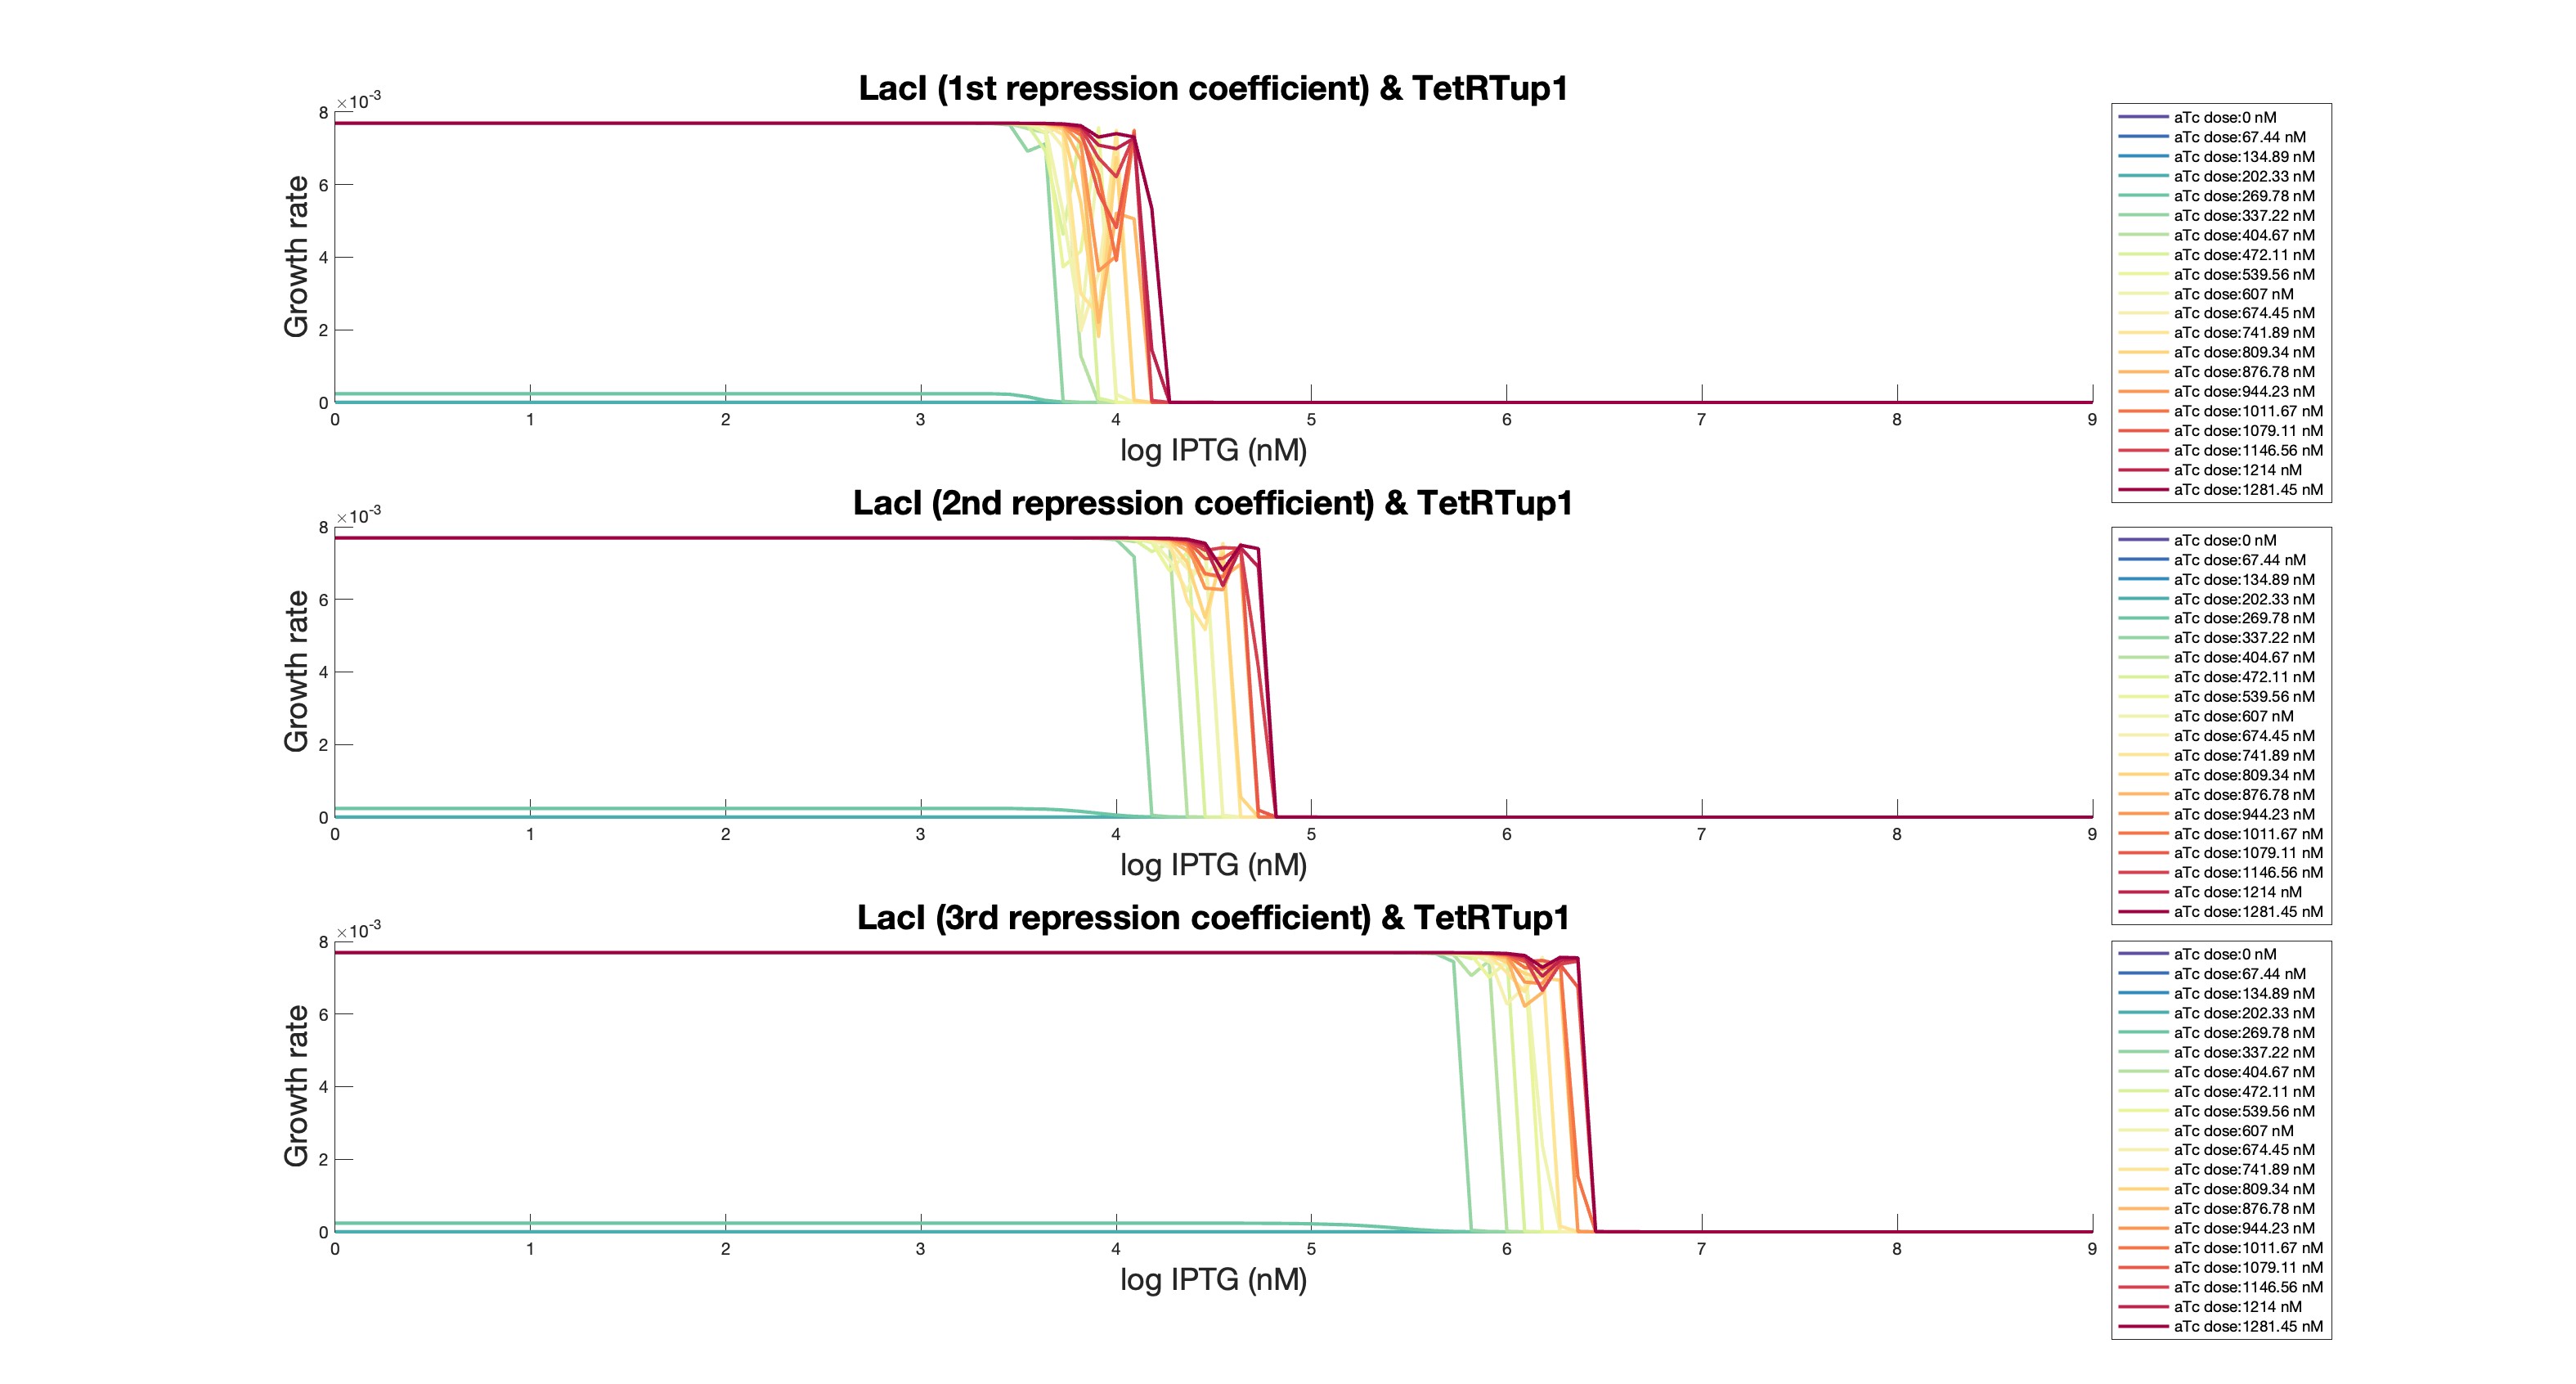 LacI (1st repression coefficient) & TetRTup1
×10-3
8
6
4
2
0
Growth rate
0 1 2 3 4 5 6 7 8 9
log IPTG (nM)
aTc dose:0 nM
aTc dose:67.44 nM
aTc dose:134.89 nM
aTc dose:202.33 nM
aTc dose:269.78 nM
aTc dose:337.22 nM
aTc dose:404.67 nM
aTc dose:472.11 nM
aTc dose:539.56 nM
aTc dose:607 nM
aTc dose:674.45 nM
aTc dose:741.89 nM
aTc dose:809.34 nM
aTc dose:876.78 nM
aTc dose:944.23 nM
aTc dose:1011.67 nM
aTc dose:1079.11 nM
aTc dose:1146.56 nM
aTc dose:1214 nM
aTc dose:1281.45 nM
LacI (2nd repression coefficient) & TetRTup1
×10-3
8
6
4
2
0
Growth rate
0 1 2 3 4 5 6 7 8 9
log IPTG (nM)
aTc dose:0 nM
aTc dose:67.44 nM
aTc dose:134.89 nM
aTc dose:202.33 nM
aTc dose:269.78 nM
aTc dose:337.22 nM
aTc dose:404.67 nM
aTc dose:472.11 nM
aTc dose:539.56 nM
aTc dose:607 nM
aTc dose:674.45 nM
aTc dose:741.89 nM
aTc dose:809.34 nM
aTc dose:876.78 nM
aTc dose:944.23 nM
aTc dose:1011.67 nM
aTc dose:1079.11 nM
aTc dose:1146.56 nM
aTc dose:1214 nM
aTc dose:1281.45 nM
LacI (3rd repression coefficient) & TetRTup1
×10-3
8
6
4
2
0
Growth rate
0 1 2 3 4 5 6 7 8 9
log IPTG (nM)
aTc dose:0 nM
aTc dose:67.44 nM
aTc dose:134.89 nM
aTc dose:202.33 nM
aTc dose:269.78 nM
aTc dose:337.22 nM
aTc dose:404.67 nM
aTc dose:472.11 nM
aTc dose:539.56 nM
aTc dose:607 nM
aTc dose:674.45 nM
aTc dose:741.89 nM
aTc dose:809.34 nM
aTc dose:876.78 nM
aTc dose:944.23 nM
aTc dose:1011.67 nM
aTc dose:1079.11 nM
aTc dose:1146.56 nM
aTc dose:1214 nM
aTc dose:1281.45 nM